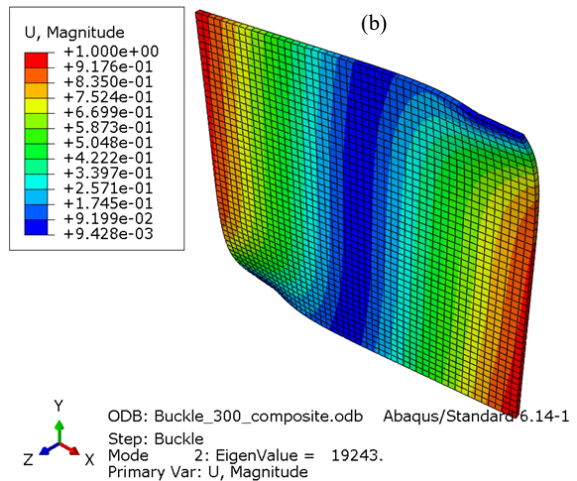 (b)
U, Magnitude
+1.000e+00
+9.176e-01
+8.350e-01
+7.524e-01
+6.699e-01
+5.873e-01
+5.048e-01
+4.222e-01
+3.397e-01
+2.571e-01
+1.745e-01
+9.199e-02
+9.428e-03
Y
Z X
ODB: Buckle_300_composite.odb Abaqus/Standard 6.14-1
Step: Buckle
Mode 2: EigenValue = 19243.
Primary Var: U, Magnitude